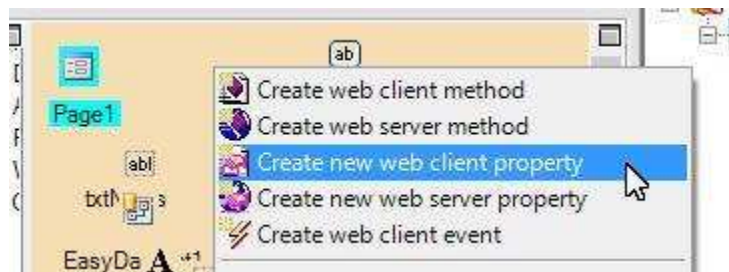 ab
Page1
Create web client method
Create web server method
abl
Create new web client property
Create new web server property
EasyDa A
Create web client event